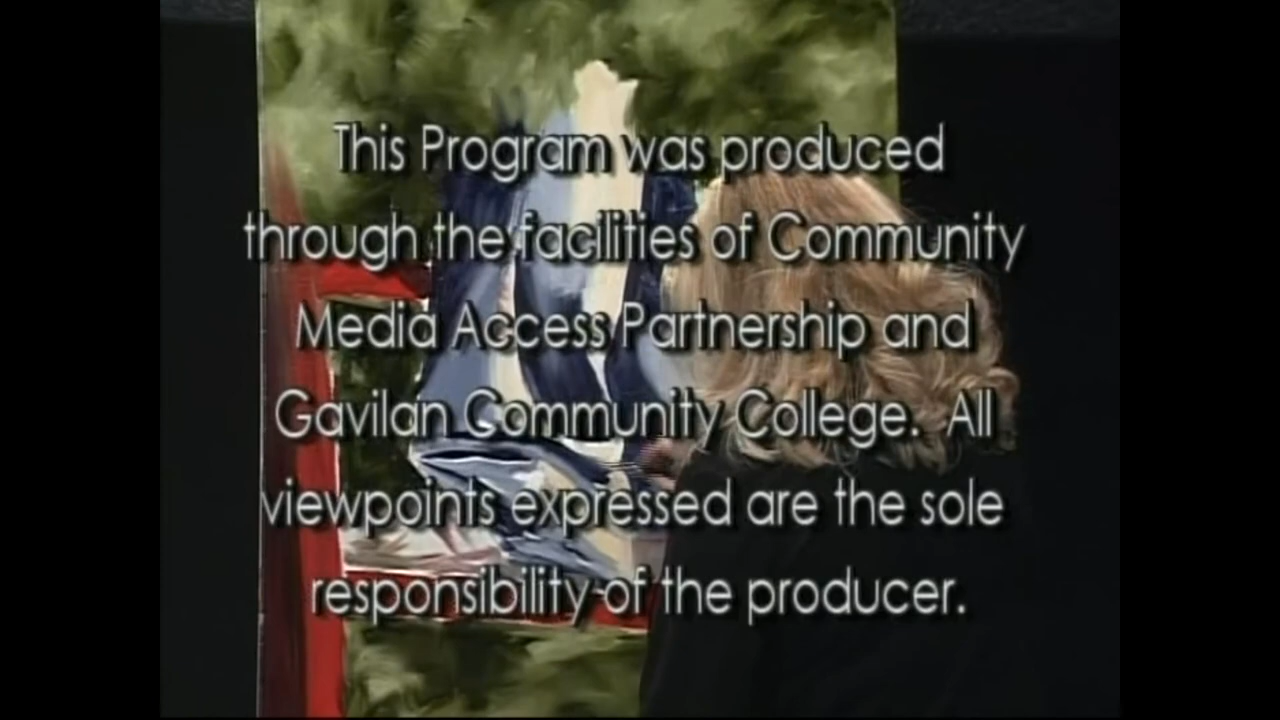 This Program was produced
through the facilities of Community
Media Access Partnership and
Gavilan Community College.  All
viewpoints expressed are the sole
responsibility of the producer.